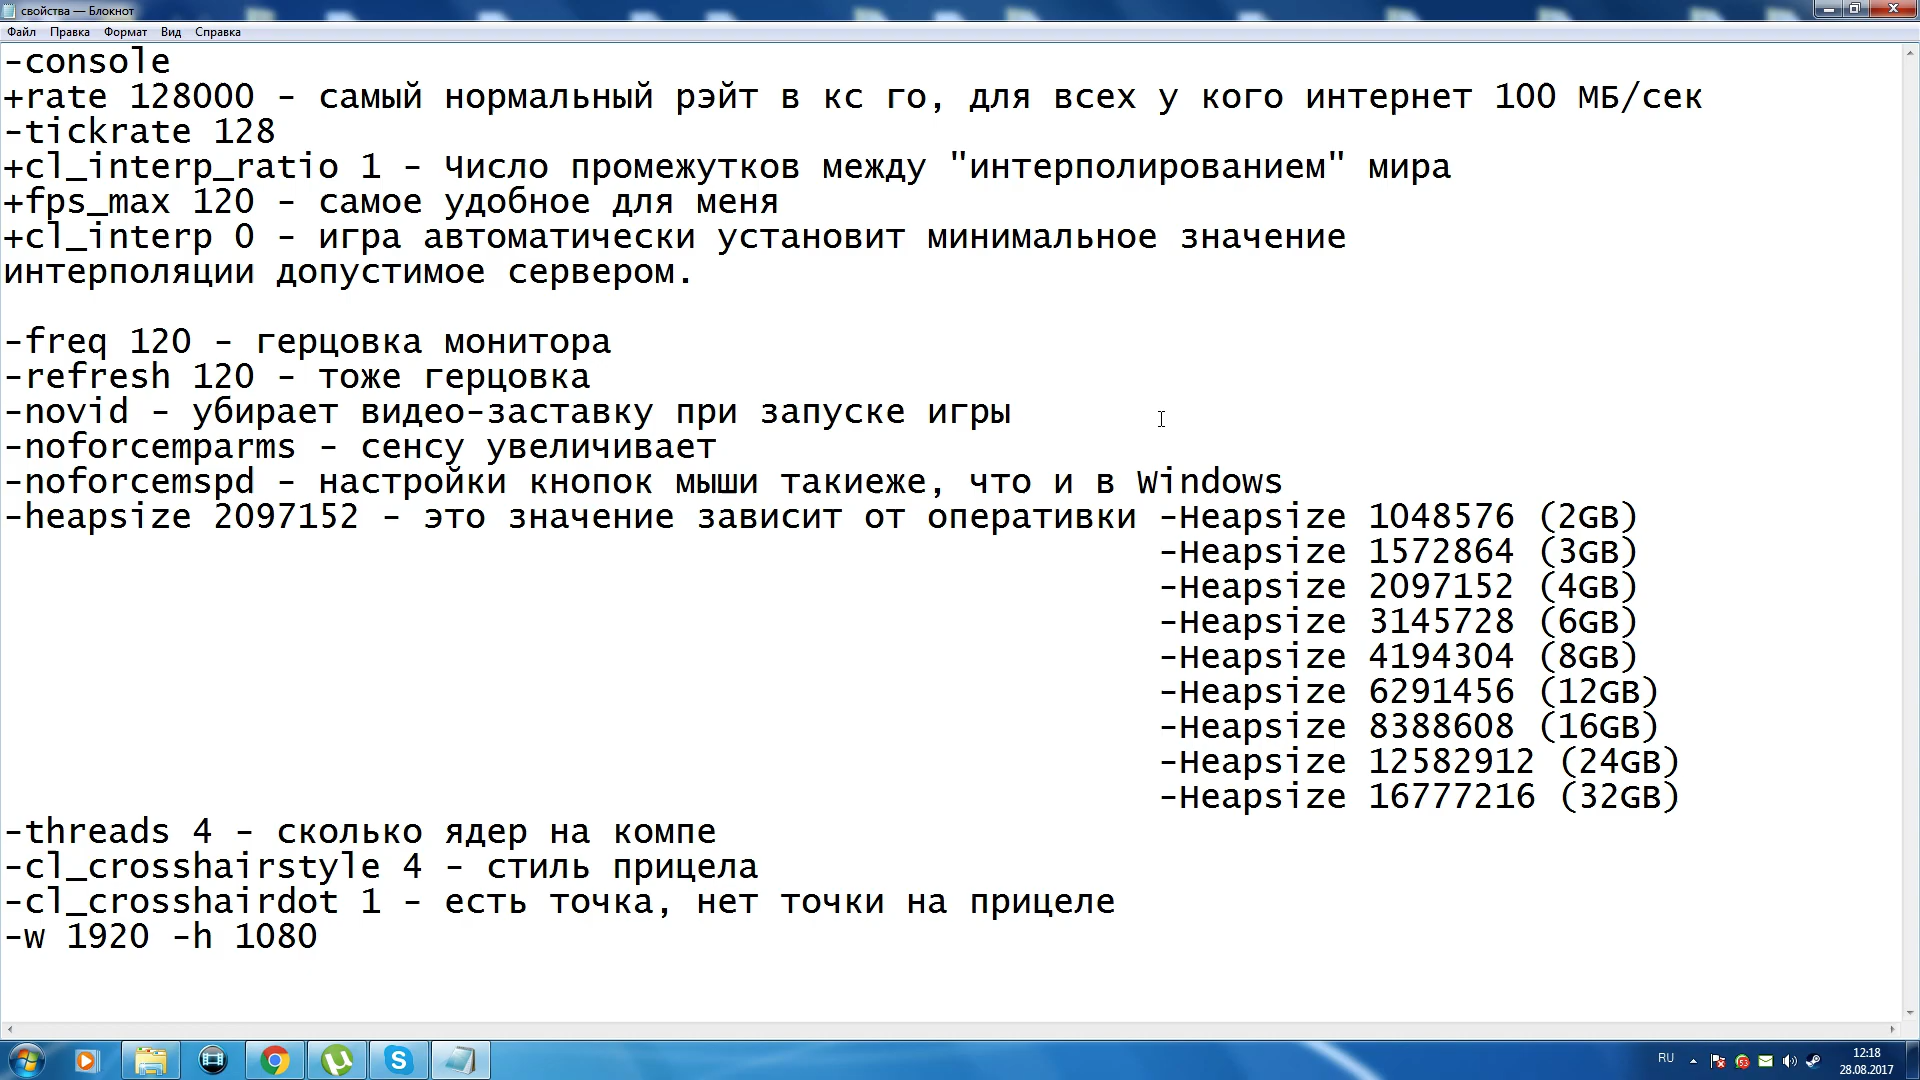 свойства — Блокнот
Файл Правка Формат Вид Справка
-console
+rate 128000 - самый нормальный рэйт в кс го, для всех у кого интернет 100 МБ/сек
-tickrate 128
+cl_interp_ratio 1 - Число промежутков между "интерполированием" мира
+fps_max 120 - самое удобное для меня
+cl_interp 0 - игра автоматически установит минимальное значение
интерполяции допустимое сервером.
-freq 120 - герцовка монитора
-refresh 120 - тоже герцовка
-novid - убирает видео-заставку при запуске игры
-noforcemparms - сенсу увеличивает
-noforcemspd - настройки кнопок мыши такиеже, что и в Windows
-heapsize 2097152 - это значение зависит от оперативки -Heapsize 1048576 (2GB)
-Heapsize 1572864 (3GB)
-Heapsize 2097152 (4GB)
-Heapsize 3145728 (6GB)
-Heapsize 4194304 (8GB)
-Heapsize 6291456 (12GB)
-Heapsize 8388608 (16GB)
-Heapsize 12582912 (24GB)
-Heapsize 16777216 (32GB)
-threads 4 - сколько ядер на компе
-cl_crosshairstyle 4 - стиль прицела
-cl_crosshairdot 1 - есть точка, нет точки на прицеле
-w 1920 -h 1080
RU
12:18
28.08.2017